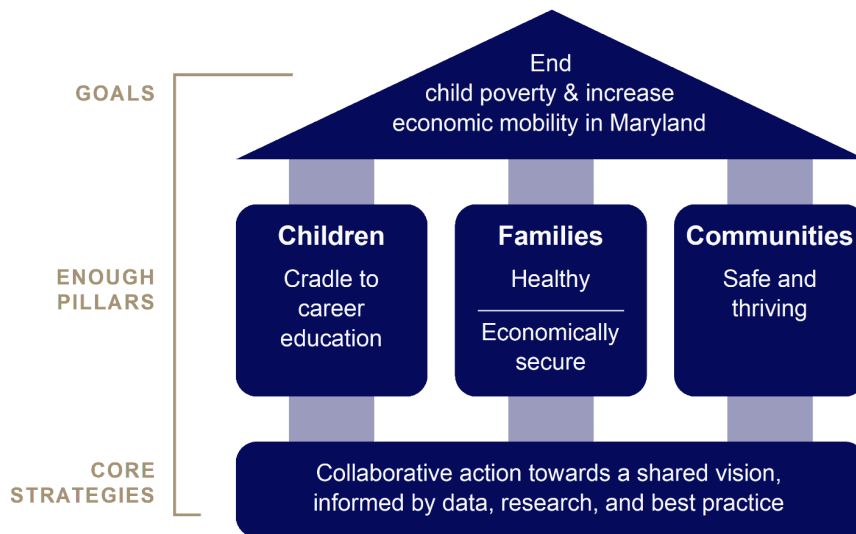 GOALS
End
child poverty & increase
economic mobility in Maryland
ENOUGH
PILLARS
Children
Cradle to
career
education
Families
Healthy
Economically
secure
Communities
Safe and
thriving
CORE
STRATEGIES
Collaborative action towards a shared vision,
informed by data, research, and best practice